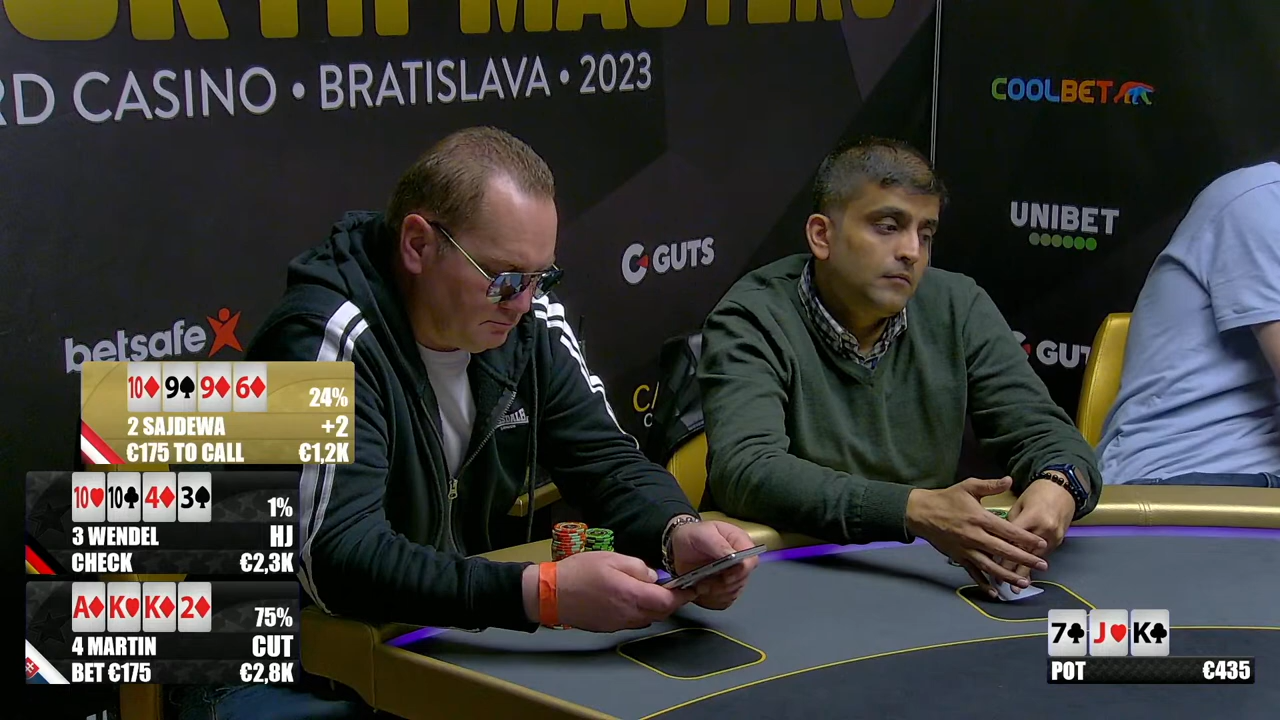 RD CASINO • BRATISLAVA • 2023
COOLBET
UNIBET
GUTS
betsafe
GUT
10♦ 9♠ 9♦ 6♦ 24%
2 SAJDEWA +2
€175 TO CALL €1,2K
10♥ 10♣ 4♦ 3♠ 1%
3 WENDEL HJ
CHECK €2,3K
A♦ K♥ K♦ 2♦ 75%
4 MARTIN CUT
BET €175 €2,8K
7♠ J♥ K♣
POT €435